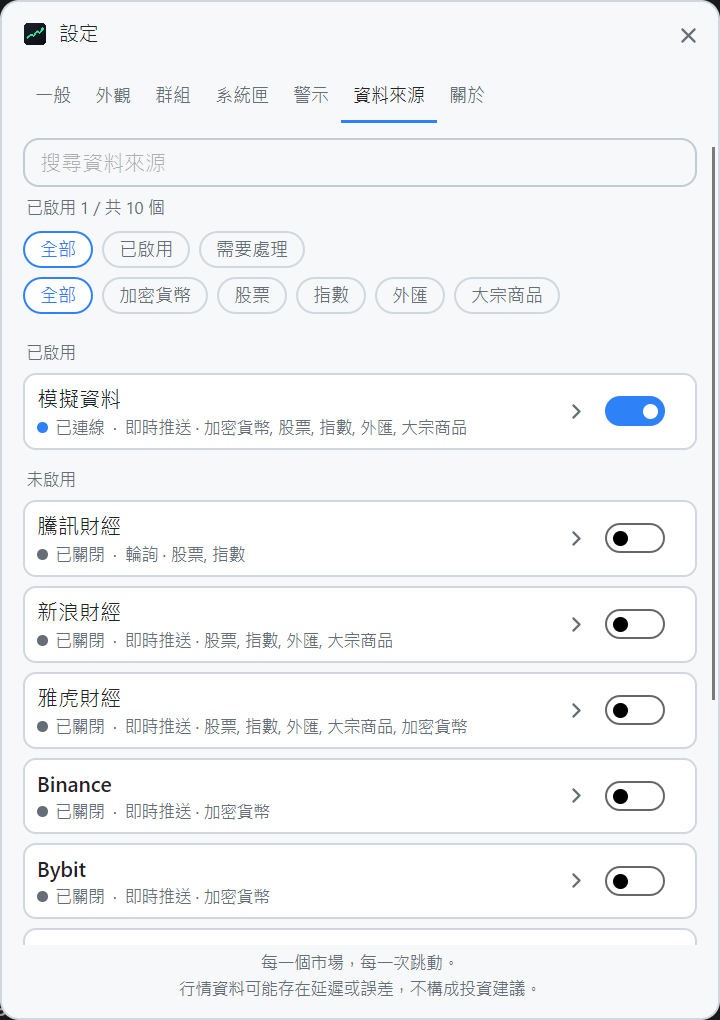 設定
一般 外觀 群組 系統匣 警示 資料來源 關於
搜尋資料來源
已啟用 1 / 共 10 個
全部 已啟用 需要處理
全部 加密貨幣 股票 指數 外匯 大宗商品
已啟用
模擬資料
已連線 · 即時推送 · 加密貨幣, 股票, 指數, 外匯, 大宗商品
未啟用
騰訊財經
已關閉 · 輪詢 · 股票, 指數
新浪財經
已關閉 · 即時推送 · 股票, 指數, 外匯, 大宗商品
雅虎財經
已關閉 · 即時推送 · 股票, 指數, 外匯, 大宗商品, 加密貨幣
Binance
已關閉 · 即時推送 · 加密貨幣
Bybit
已關閉 · 即時推送 · 加密貨幣
每一個市場，每一次跳動。
行情資料可能存在延遲或誤差，不構成投資建議。